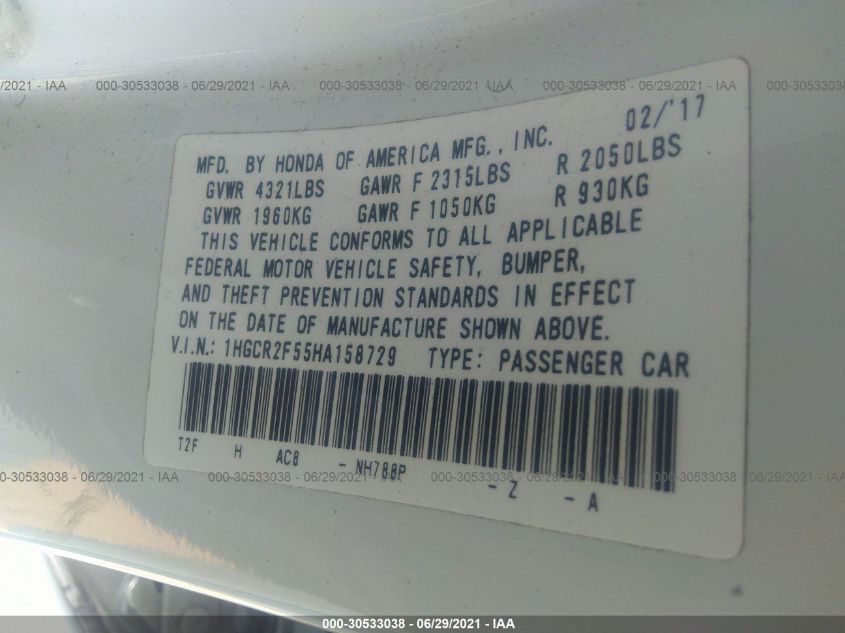 6/29/2021 - IAA 000-30533038 - 06/29/2021 - IAA 000-30533038 - 06/29/2021 - IAA 000-30533038 - 06/29/2021 - IAA 000-3053303
02/'17
MFD. BY HONDA OF AMERICA MFG., INC.
GVWR 4321LBS GAWR F 2315LBS R 2050LBS
GVWR 1960KG GAWR F 1050KG R 930KG
THIS VEHICLE CONFORMS TO ALL APPLICABLE
FEDERAL MOTOR VEHICLE SAFETY, BUMPER,
AND THEFT PREVENTION STANDARDS IN EFFECT
ON THE DATE OF MANUFACTURE SHOWN ABOVE.
V.I.N.: 1HGCR2F55HA158729 TYPE: PASSENGER CAR
T2F H AC8 - NH788P - Z - A
6/29/2021 - IAA 000-30533038 - 06/29/2021 - IAA 000-30533038 - 06/29/2021 - IAA 000-30533038 - 06/29/2021 - IAA 000-3053303
000-30533038 - 06/29/2021 - IAA